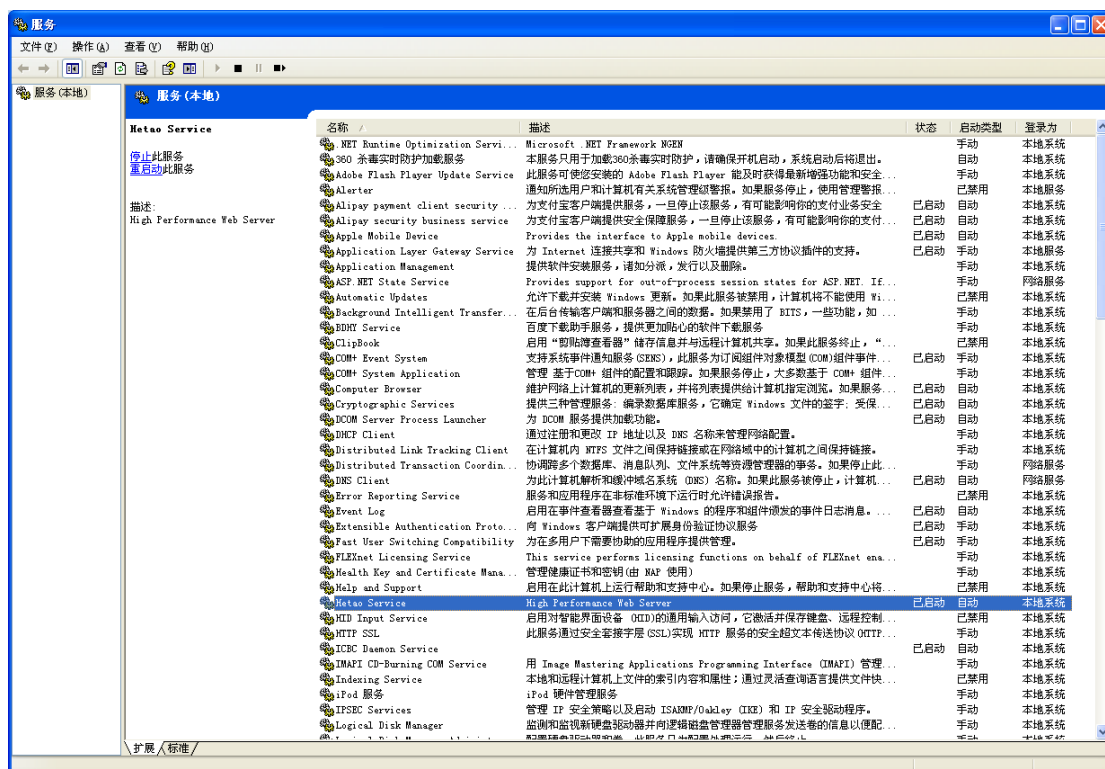 服务
文件(F) 操作(A) 查看(V) 帮助(H)
服务(本地)
服务(本地)
Hetao Service
停止此服务
重启动此服务
描述:
High Performance Web Server
名称 描述 状态 启动类型 登录为
.NET Runtime Optimization Servi... Microsoft .NET Framework NGEN 手动 本地系统
360 杀毒实时防护加载服务 本服务只用于加载360杀毒实时防护，请确保开机启动，系统启动后将退出。 自动 本地系统
Adobe Flash Player Update Service 此服务可使您安装的 Adobe Flash Player 能及时获得最新增强功能和安全... 手动 本地系统
Alerter 通知所选用户和计算机有关系统管理级警报。如果服务停止，使用管理警报... 已禁用 本地服务
Alipay payment client security ... 为支付宝客户端提供服务，一旦停止该服务，有可能影响你的支付业务安全 已启动 自动 本地系统
Alipay security business service 为支付宝客户端提供安全保障服务，一旦停止该服务，有可能影响你的支付... 已启动 自动 本地系统
Apple Mobile Device Provides the interface to Apple mobile devices. 已启动 自动 本地系统
Application Layer Gateway Service 为 Internet 连接共享和 Windows 防火墙提供第三方协议插件的支持。 已启动 手动 本地服务
Application Management 提供软件安装服务，诸如分派，发行以及删除。 手动 本地系统
ASP.NET State Service Provides support for out-of-process session states for ASP.NET. If... 手动 网络服务
Automatic Updates 允许下载并安装 Windows 更新。如果此服务被禁用，计算机将不能使用 Wi... 已禁用 本地系统
Background Intelligent Transfer... 在后台传输客户端和服务器之间的数据。如果禁用了 BITS，一些功能，如 ... 手动 本地系统
BDMY Service 百度下载助手服务，提供更加贴心的软件下载服务 手动 本地系统
ClipBook 启用“剪贴簿查看器”储存信息并与远程计算机共享。如果此服务终止，“... 已禁用 本地系统
COM+ Event System 支持系统事件通知服务(SENS)，此服务为订阅组件对象模型(COM)组件事件... 已启动 手动 本地系统
COM+ System Application 管理 基于COM+ 组件的配置和跟踪。如果服务停止，大多数基于 COM+ 组件... 手动 本地系统
Computer Browser 维护网络上计算机的更新列表，并将列表提供给计算机指定浏览。如果服务... 已启动 自动 本地系统
Cryptographic Services 提供三种管理服务: 编录数据库服务，它确定 Windows 文件的签字; 受保... 已启动 自动 本地系统
DCOM Server Process Launcher 为 DCOM 服务提供加载功能。 已启动 自动 本地系统
DHCP Client 通过注册和更改 IP 地址以及 DNS 名称来管理网络配置。 手动 本地系统
Distributed Link Tracking Client 在计算机内 NTFS 文件之间保持链接或在网络域中的计算机之间保持链接。 手动 本地系统
Distributed Transaction Coordin... 协调跨多个数据库、消息队列、文件系统等资源管理器的事务。如果停止此... 手动 网络服务
DNS Client 为此计算机解析和缓冲域名系统 (DNS) 名称。如果此服务被停止，计算机... 已启动 自动 网络服务
Error Reporting Service 服务和应用程序在非标准环境下运行时允许错误报告。 已禁用 本地系统
Event Log 启用在事件查看器查看基于 Windows 的程序和组件颁发的事件日志消息。... 已启动 自动 本地系统
Extensible Authentication Proto... 向 Windows 客户端提供可扩展身份验证协议服务 已启动 手动 本地系统
Fast User Switching Compatibility 为在多用户下需要协助的应用程序提供管理。 已启动 手动 本地系统
FLEXnet Licensing Service This service performs licensing functions on behalf of FLEXnet ena... 手动 本地系统
Health Key and Certificate Mana... 管理健康证书和密钥(由 NAP 使用) 手动 本地系统
Help and Support 启用在此计算机上运行帮助和支持中心。如果停止服务，帮助和支持中心将... 已禁用 本地系统
Hetao Service High Performance Web Server 已启动 自动 本地系统
HID Input Service 启用对智能界面设备 (HID)的通用输入访问，它激活并保存键盘、远程控制... 已禁用 本地系统
HTTP SSL 此服务通过安全套接字层(SSL)实现 HTTP 服务的安全超文本传送协议(HTTP... 手动 本地系统
ICBC Daemon Service 已启动 自动 本地系统
IMAPI CD-Burning COM Service 用 Image Mastering Applications Programming Interface (IMAPI) 管理... 手动 本地系统
Indexing Service 本地和远程计算机上文件的索引内容和属性；通过灵活查询语言提供文件快... 已禁用 本地系统
iPod 服务 iPod 硬件管理服务 手动 本地系统
IPSEC Services 管理 IP 安全策略以及启动 ISAKMP/Oakley (IKE) 和 IP 安全驱动程序。 手动 本地系统
Logical Disk Manager 监测和监视新硬盘驱动器并向逻辑磁盘管理器管理服务发送卷的信息以便配... 手动 本地系统
扩展 标准